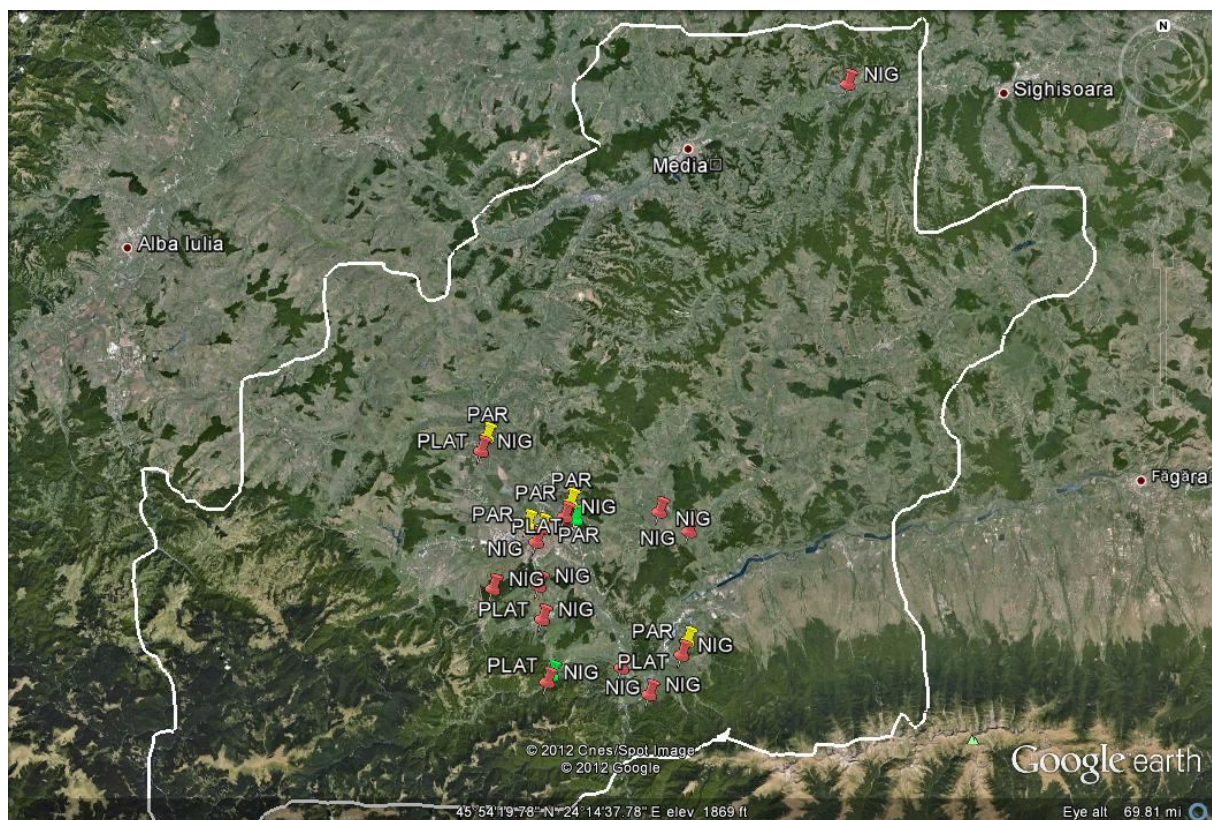 N
NIG
Sighisoara
Media
Alba Iulia
PAR
PLAT NIG
PAR
PAR
NIG
PAR
PLAT
PAR
NIG
NIG
NIG
NIG
NIG
PLAT NIG
PAR
NIG
PLAT NIG
PLAT
NIG NIG
Făgăra
© 2012 Cnes/Spot Image
© 2012 Google
Google earth
45°54'19.78" N 24°14'37.78" E elev 1869 ft
Eye alt 69.81 mi